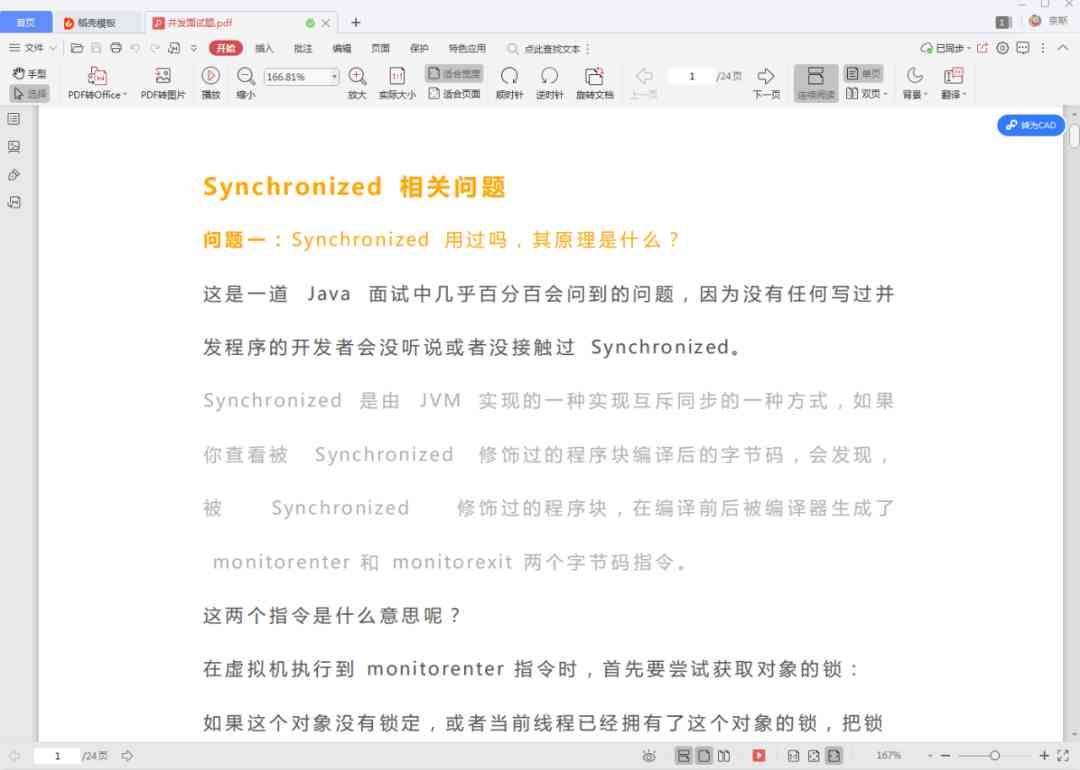 首页 稻壳模板 开发面试题.pdf 1
文件 开始 插入 批注 编辑 页面 保护 特色应用 点此查找文本 已同步
手型 选择 PDF转Office PDF转图片 播放 缩小 166.81% 放大 1:1 实际大小 适合宽度 适合页面 顺时针 逆时针 旋转文档 上一页 1 /24页 下一页 连续阅读 单页 双页 背景 翻译
转为CAD
Synchronized 相关问题
问题一：Synchronized 用过吗，其原理是什么？
这是一道 Java 面试中几乎百分百会问到的问题，因为没有任何写过并
发程序的开发者会没听说或者没接触过 Synchronized。
Synchronized 是由 JVM 实现的一种实现互斥同步的一种方式，如果
你查看被 Synchronized 修饰过的程序块编译后的字节码，会发现，
被 Synchronized 修饰过的程序块，在编译前后被编译器生成了
monitorenter 和 monitorexit 两个字节码指令。
这两个指令是什么意思呢？
在虚拟机执行到 monitorenter 指令时，首先要尝试获取对象的锁：
如果这个对象没有锁定，或者当前线程已经拥有了这个对象的锁，把锁
1 /24页 167%